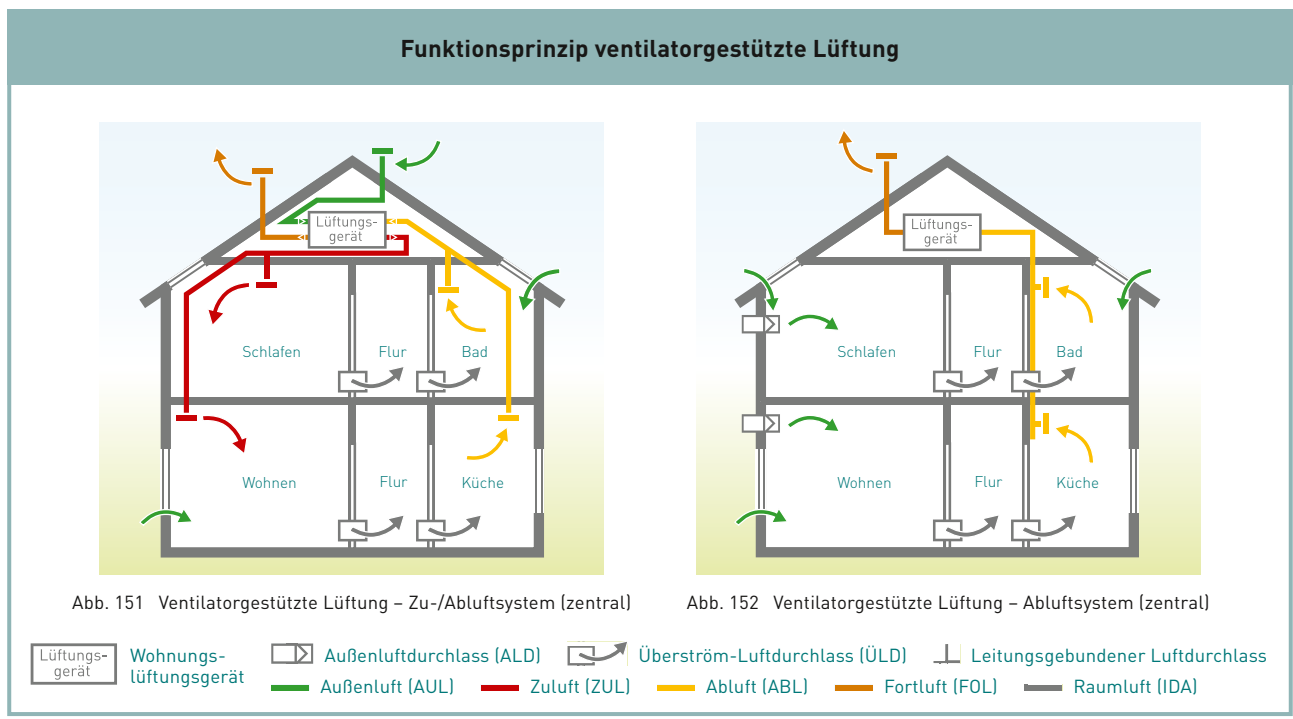 Funktionsprinzip ventilatorgestützte Lüftung
Lüftungs-
gerät
Schlafen
Flur
Bad
Wohnen
Flur
Küche
Abb. 151 Ventilatorgestützte Lüftung – Zu-/Abluftsystem (zentral)
Lüftungs-
gerät
Schlafen
Flur
Bad
Wohnen
Flur
Küche
Abb. 152 Ventilatorgestützte Lüftung – Abluftsystem (zentral)
Lüftungs-
gerät
Wohnungs-
lüftungsgerät
Außenluftdurchlass (ALD)
Überström-Luftdurchlass (ÜLD)
Leitungsgebundener Luftdurchlass
Außenluft (AUL)
Zuluft (ZUL)
Abluft (ABL)
Fortluft (FOL)
Raumluft (IDA)